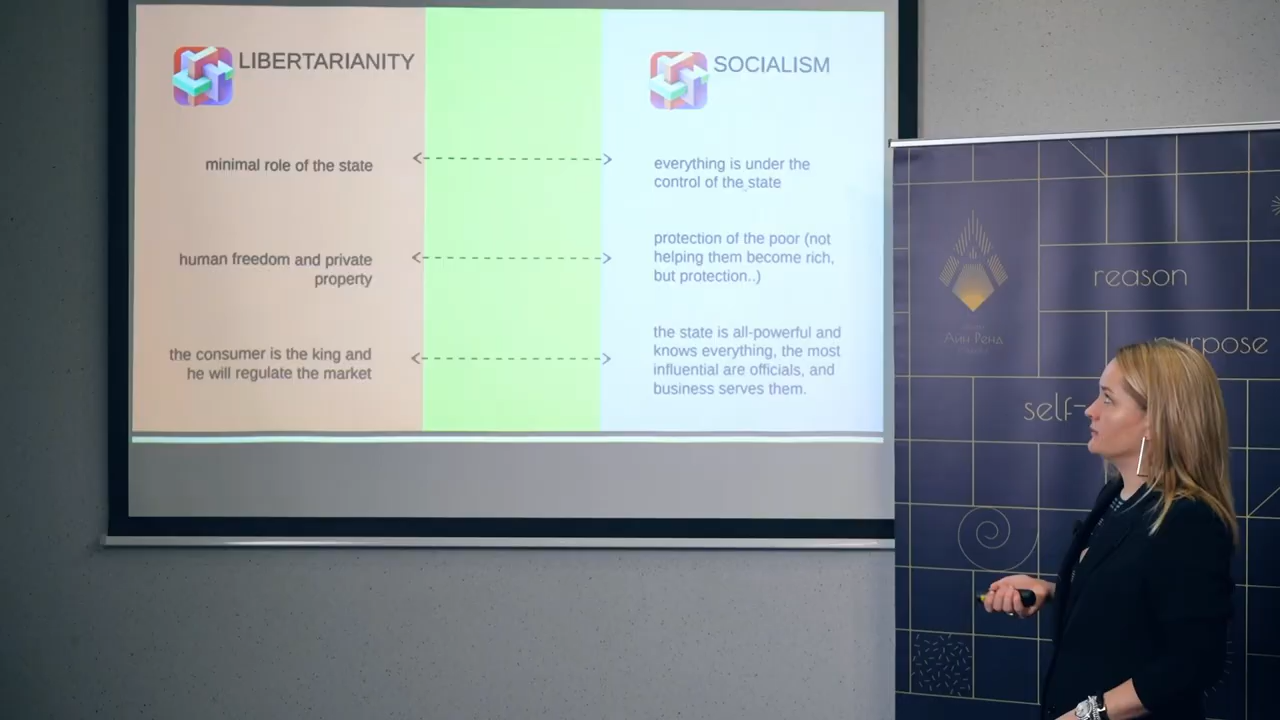 LIBERTARIANITY
SOCIALISM
minimal role of the state
everything is under the
control of the state
human freedom and private
property
protection of the poor (not
helping them become rich,
but protection..)
the consumer is the king and
he will regulate the market
the state is all-powerful and
knows everything, the most
influential are officials, and
business serves them.
reason
Айн Ренд
purpose
self-